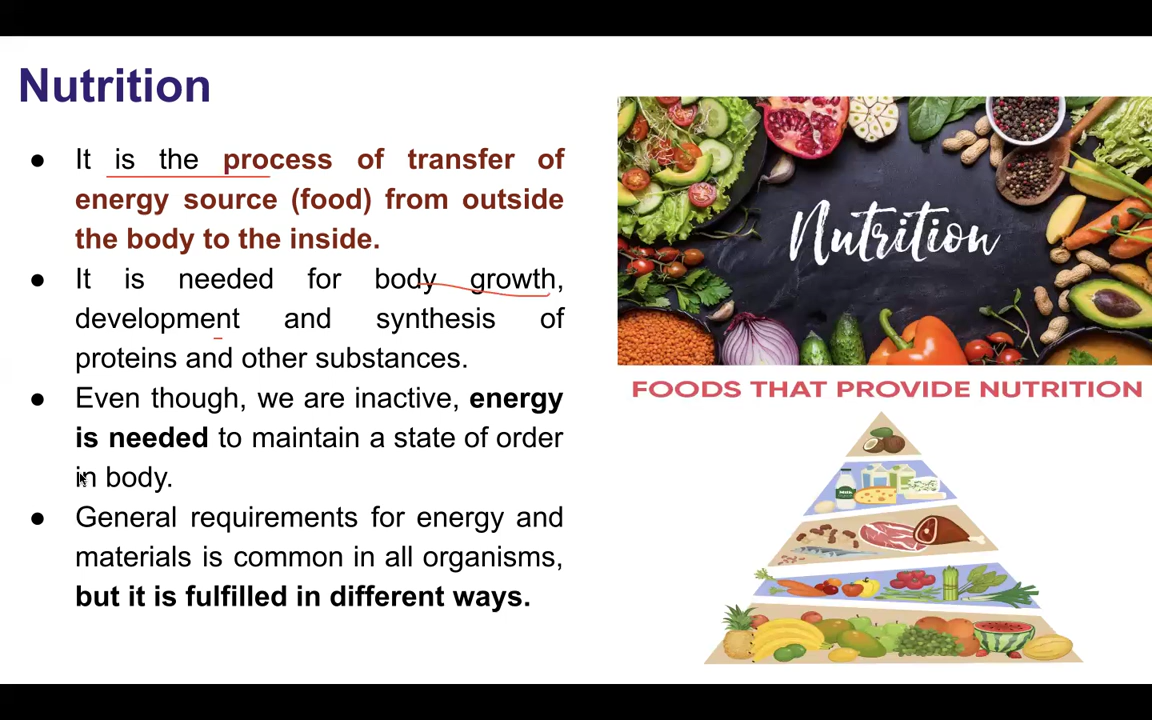 Nutrition
● It is the process of transfer of
energy source (food) from outside
the body to the inside.
● It is needed for body growth,
development and synthesis of
proteins and other substances.
● Even though, we are inactive, energy
is needed to maintain a state of order
in body.
● General requirements for energy and
materials is common in all organisms,
but it is fulfilled in different ways.
Nutrition
FOODS THAT PROVIDE NUTRITION
Milk